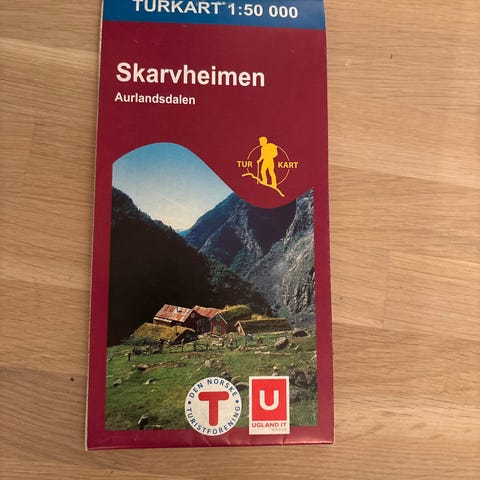 TURKART 1:50 000
Skarvheimen
Aurlandsdalen
TUR KART
DEN NORSKE
TURISTFORENING
T
U
UGLAND IT